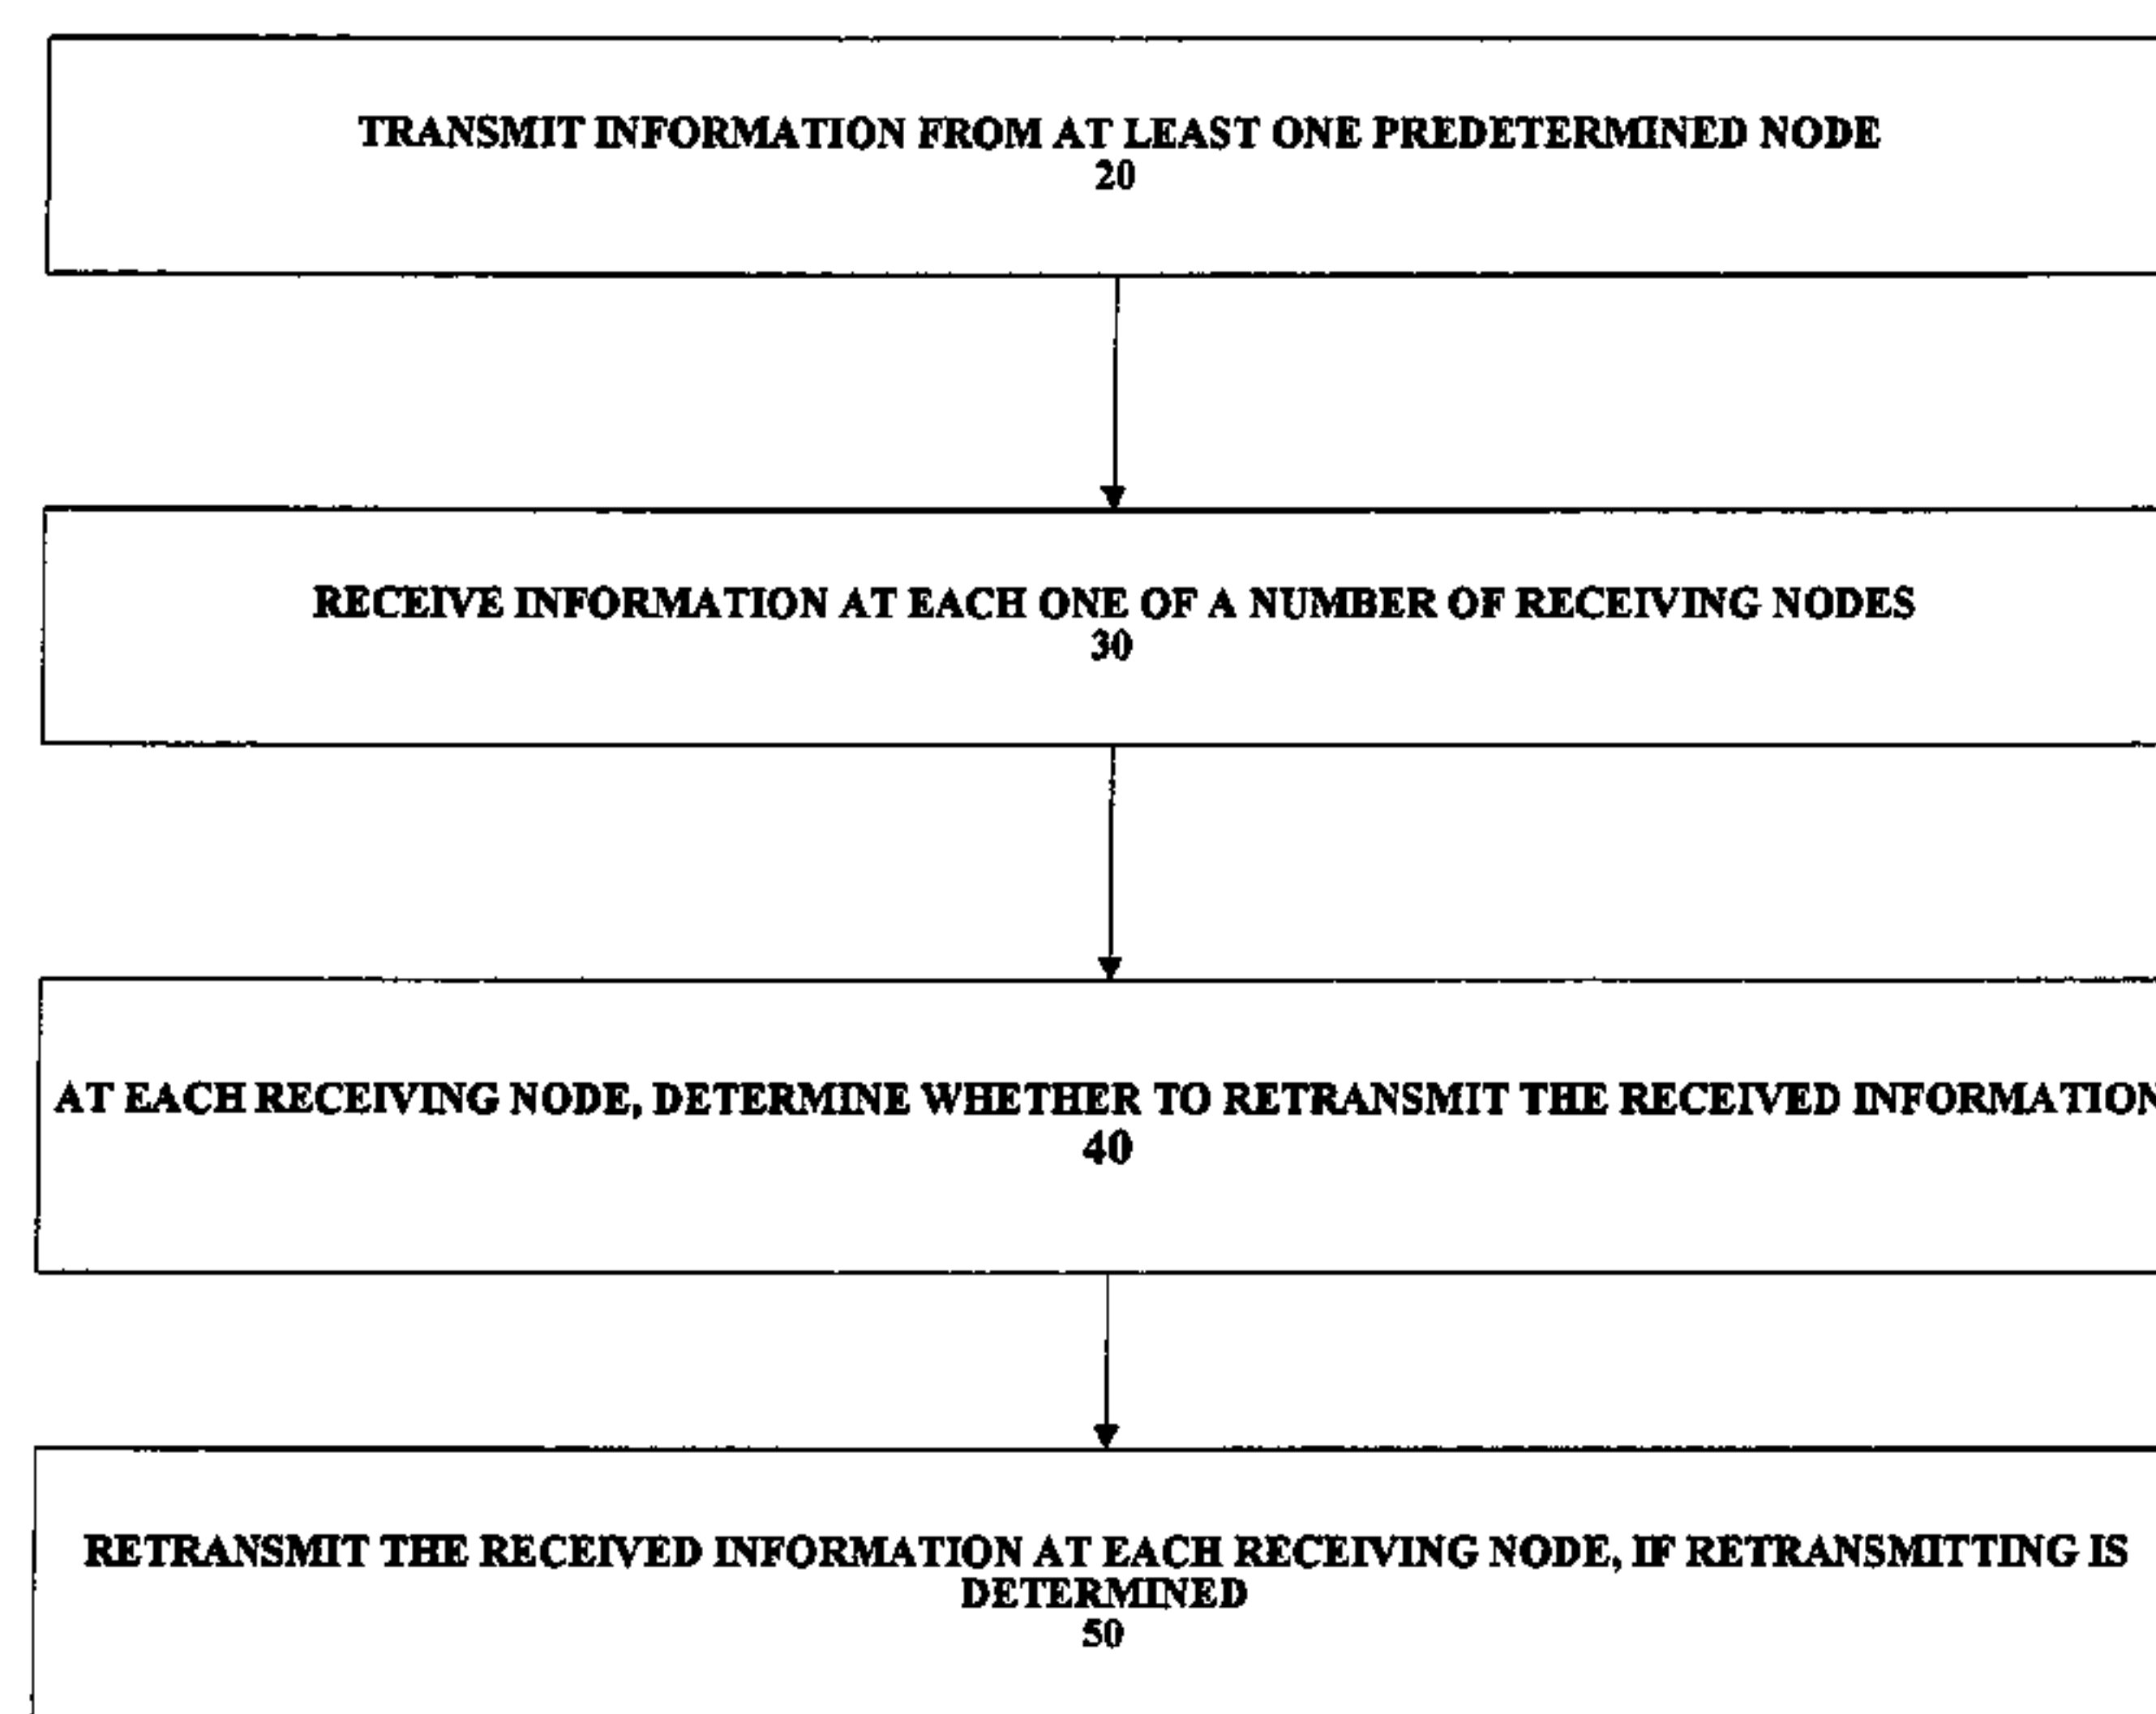 TRANSMIT INFORMATION FROM AT LEAST ONE PREDETERMINED NODE
20
RECEIVE INFORMATION AT EACH ONE OF A NUMBER OF RECEIVING NODES
30
AT EACH RECEIVING NODE, DETERMINE WHETHER TO RETRANSMIT THE RECEIVED INFORMATION
40
RETRANSMIT THE RECEIVED INFORMATION AT EACH RECEIVING NODE, IF RETRANSMITTING IS
DETERMINED
50